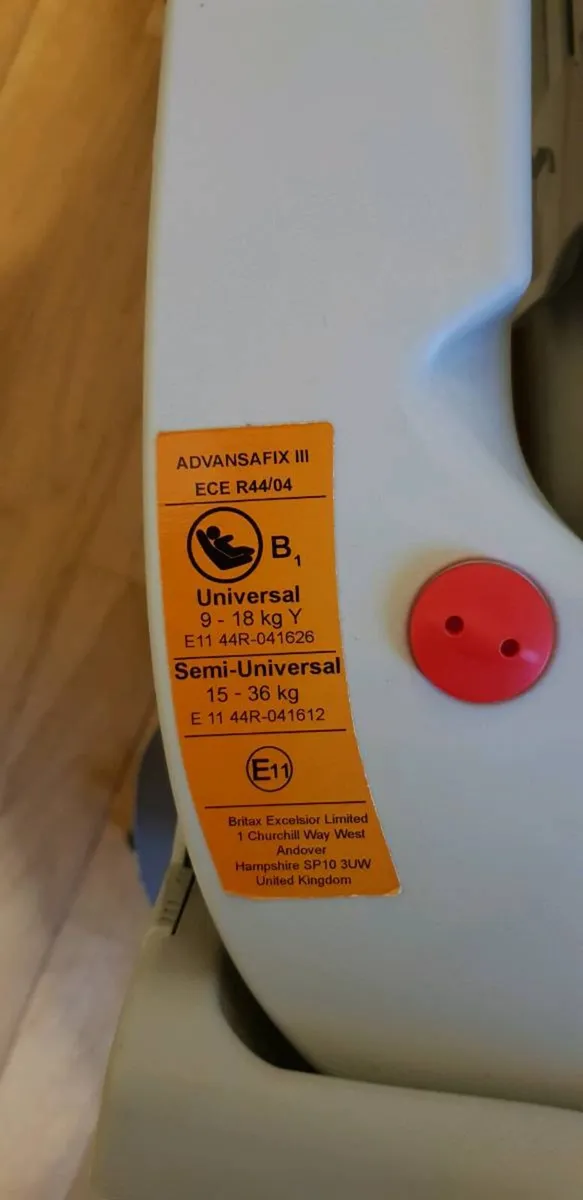 ADVANSAFIX III
ECE R44/04
B1
Universal
9 - 18 kg Y
E11 44R-041626
Semi-Universal
15 - 36 kg
E 11 44R-041612
E11
Britax Excelsior Limited
1 Churchill Way West
Andover
Hampshire SP10 3UW
United Kingdom